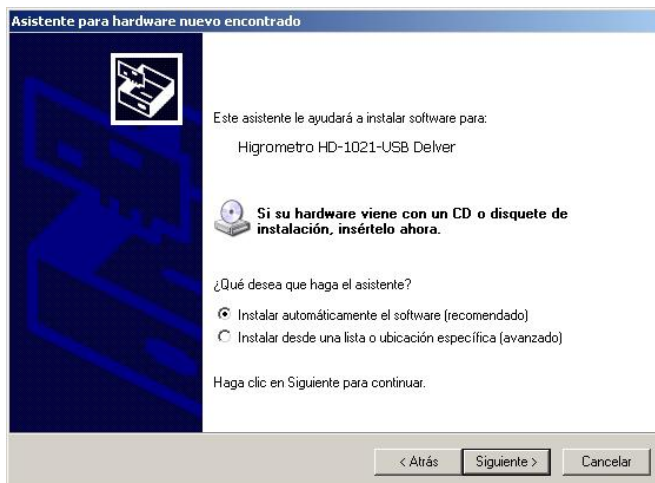 Asistente para hardware nuevo encontrado
Este asistente le ayudará a instalar software para:
Higrometro HD-1021-USB Delver
Si su hardware viene con un CD o disquete de
instalación, insértelo ahora.
¿Qué desea que haga el asistente?
Instalar automáticamente el software (recomendado)
Instalar desde una lista o ubicación específica (avanzado)
Haga clic en Siguiente para continuar.
< Atrás
Siguiente >
Cancelar